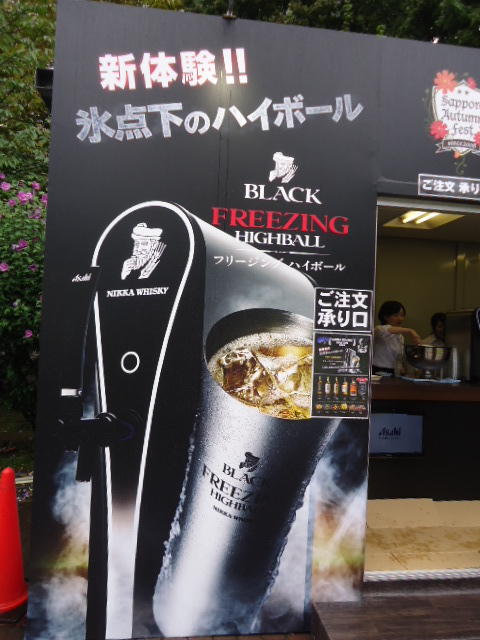 新体験!!
氷点下のハイボール
Sapporo
Autumn
Fest
ご注文 承り
BLACK
FREEZING
HIGHBALL
フリージング ハイボール
NIKKA WHISKY
Asahi
ご注文
承り口
Asahi
BLACK
FREEZING
HIGHBALL
NIKKA WHISKY